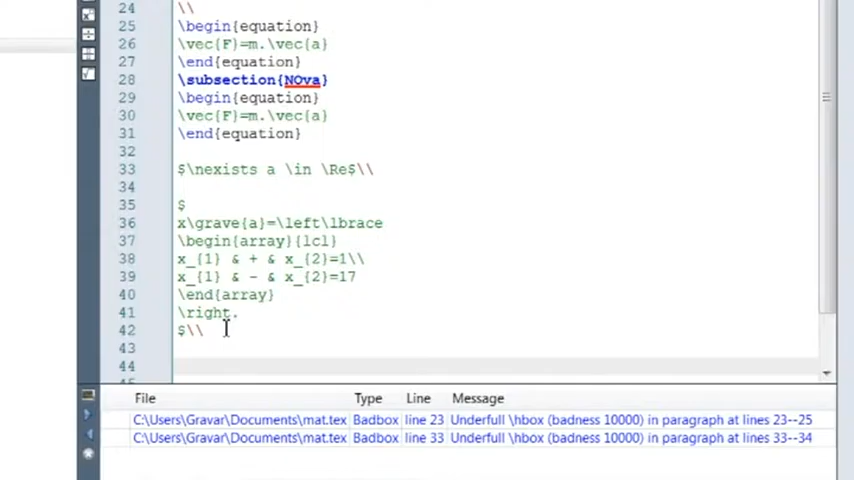 24 \\
25 \begin{equation}
26 \vec{F}=m.\vec{a}
27 \end{equation}
28 \subsection{NOva}
29 \begin{equation}
30 \vec{F}=m.\vec{a}
31 \end{equation}
32
33 $\nexists a \in \Re$\\
34
35 $
36 x\grave{a}=\left\lbrace
37 \begin{array}{lcl}
38 x_{1} & + & x_{2}=1\\
39 x_{1} & - & x_{2}=17
40 \end{array}
41 \right.
42 $\\
43
44
45
File Type Line Message
C:\Users\Gravar\Documents\mat.tex Badbox line 23 Underfull \hbox (badness 10000) in paragraph at lines 23--25
C:\Users\Gravar\Documents\mat.tex Badbox line 33 Underfull \hbox (badness 10000) in paragraph at lines 33--34